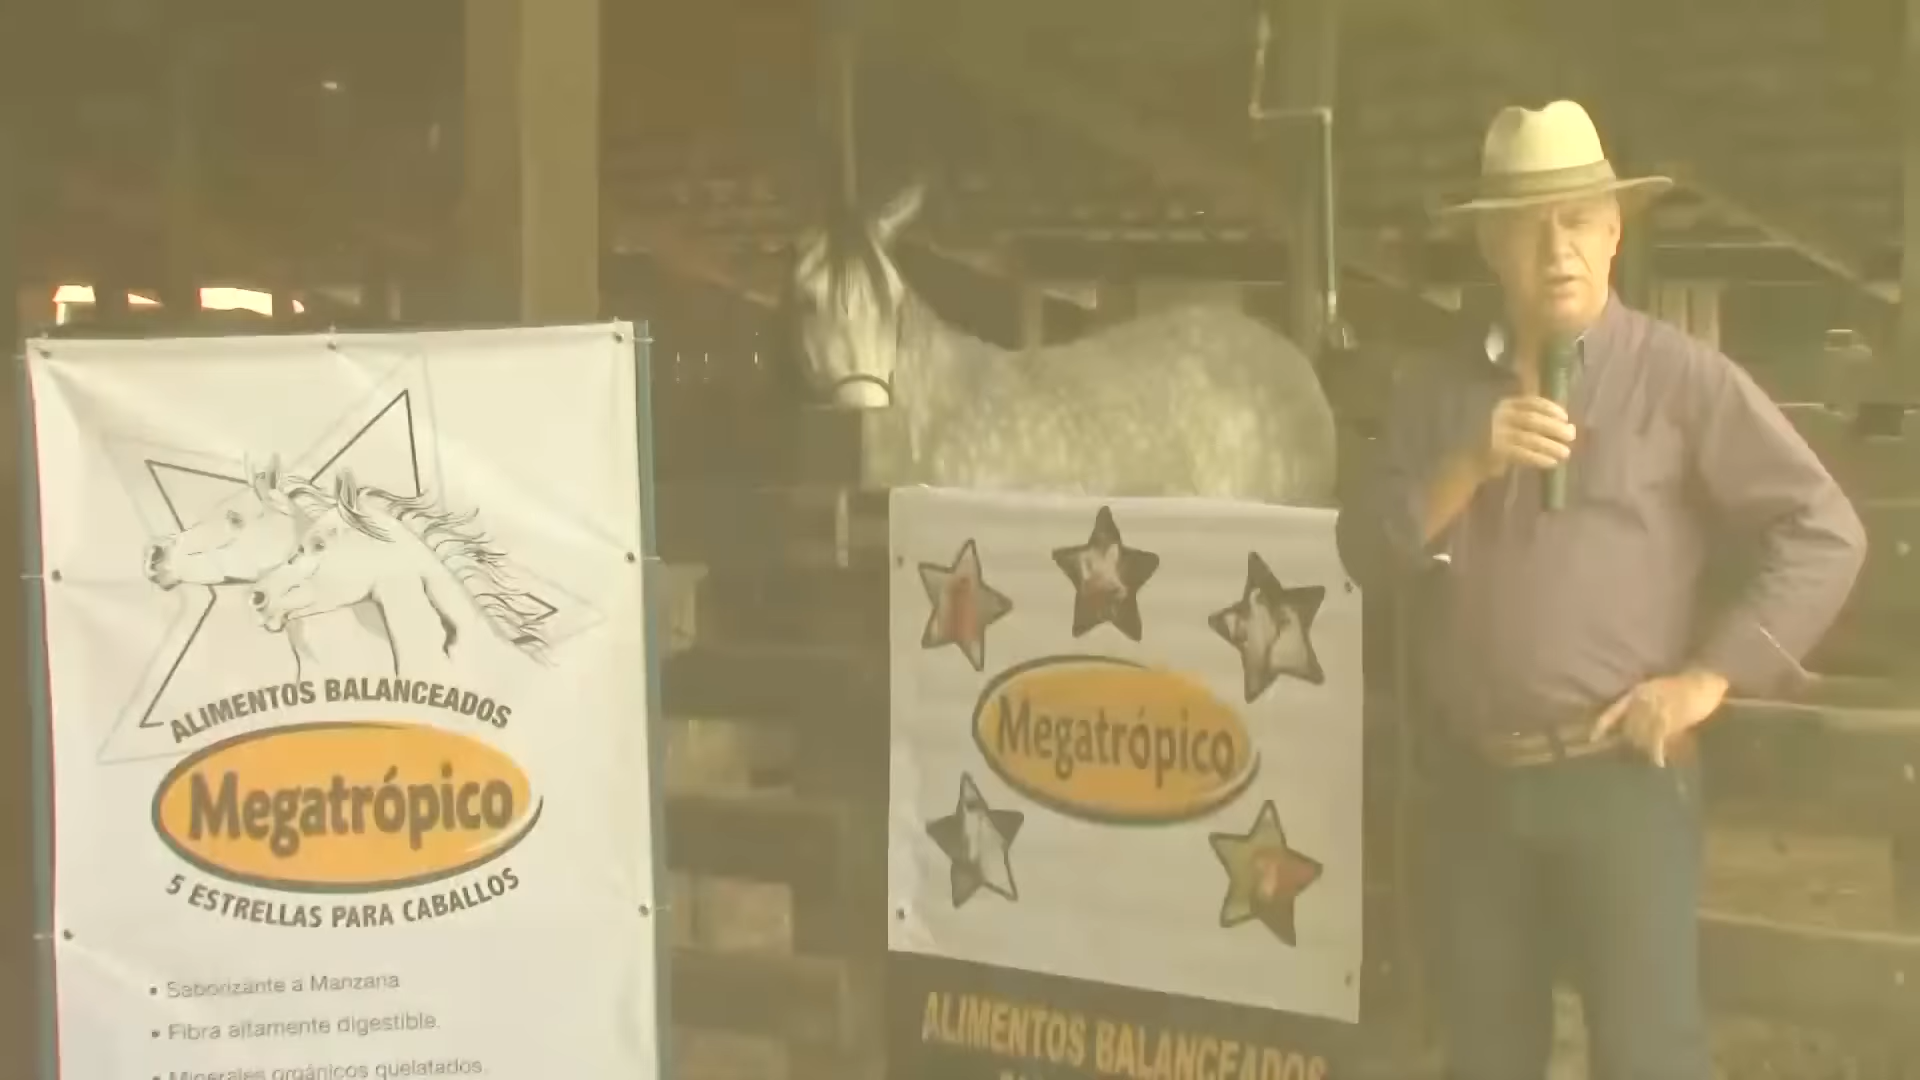 ALIMENTOS BALANCEADOS
Megatrópico
5 ESTRELLAS PARA CABALLOS
• Saborizante a Manzana
• Fibra altamente digestible.
• Minerales orgánicos quelatados.
Megatrópico
ALIMENTOS BALANCEADOS